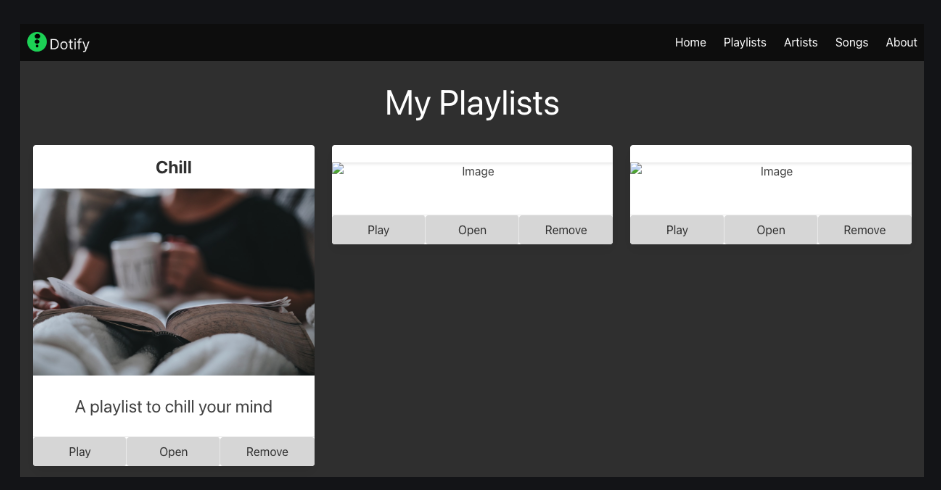 Dotify
Home Playlists Artists Songs About
My Playlists
Chill
A playlist to chill your mind
Play Open Remove
Image
Play Open Remove
Image
Play Open Remove